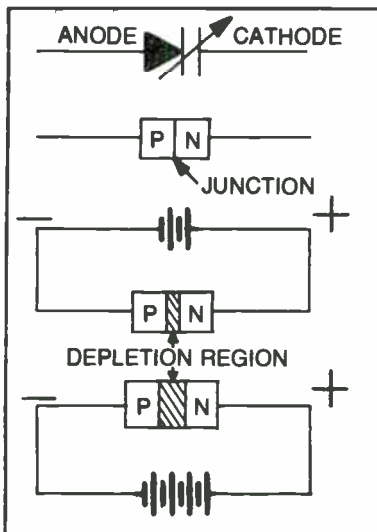 ANODE CATHODE
P N
JUNCTION
— +
P N
DEPLETION REGION
— +
P N